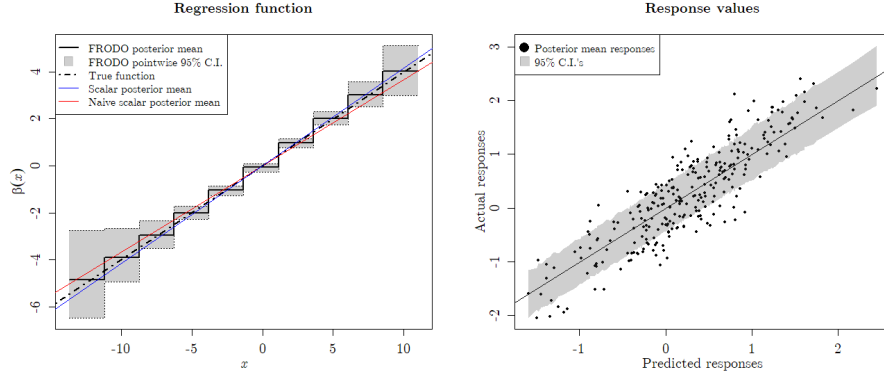 Regression function
FRODO posterior mean
FRODO pointwise 95% C.I.
True function
Scalar posterior mean
Naive scalar posterior mean
β(x)
4
2
0
-2
-4
-6
-10
-5
0
5
10
x
Response values
Posterior mean responses
95% C.I.'s
Actual responses
3
2
1
0
-1
-2
-1
0
1
2
Predicted responses